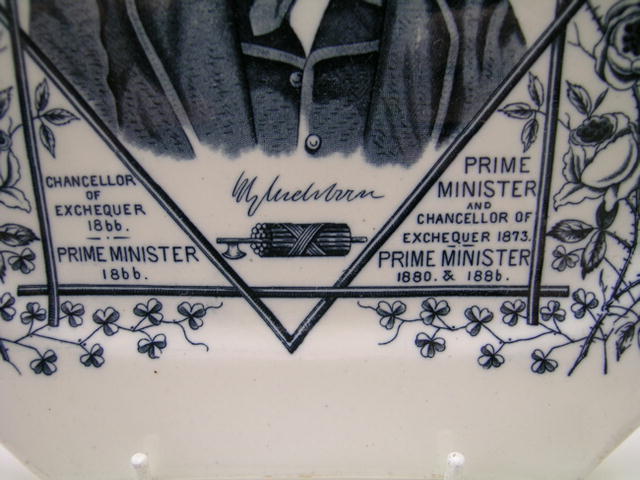 CHANCELLOR
OF
EXCHEQUER
1866.
PRIME MINISTER
1866.
PRIME
MINISTER
AND
CHANCELLOR OF
EXCHEQUER 1873.
PRIME MINISTER
1880. & 1886.